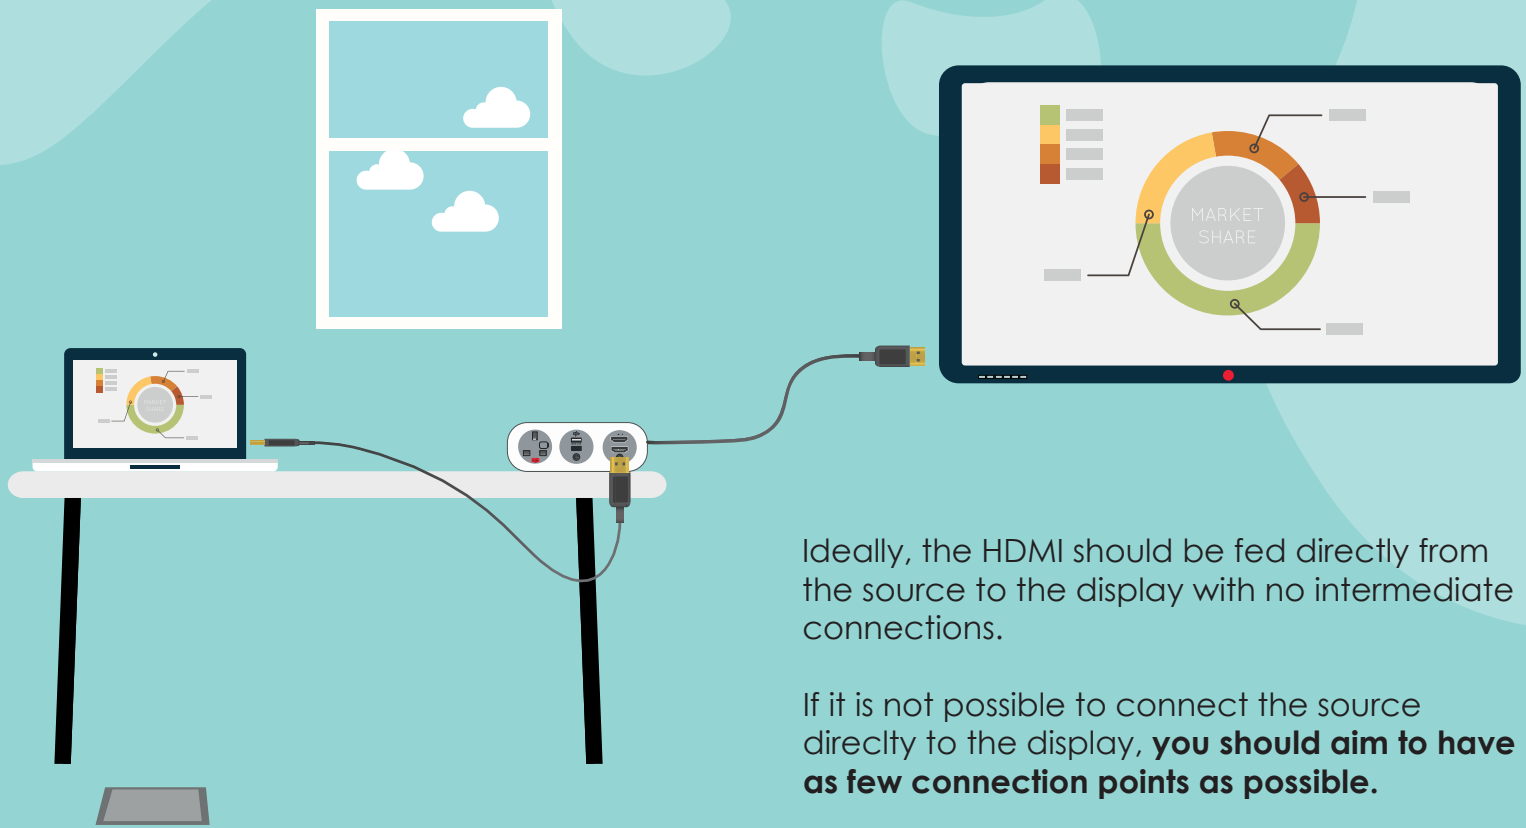 MARKET
SHARE
MARKET
SHARE
Ideally, the HDMI should be fed directly from
the source to the display with no intermediate
connections.
If it is not possible to connect the source
direclty to the display, you should aim to have
as few connection points as possible.